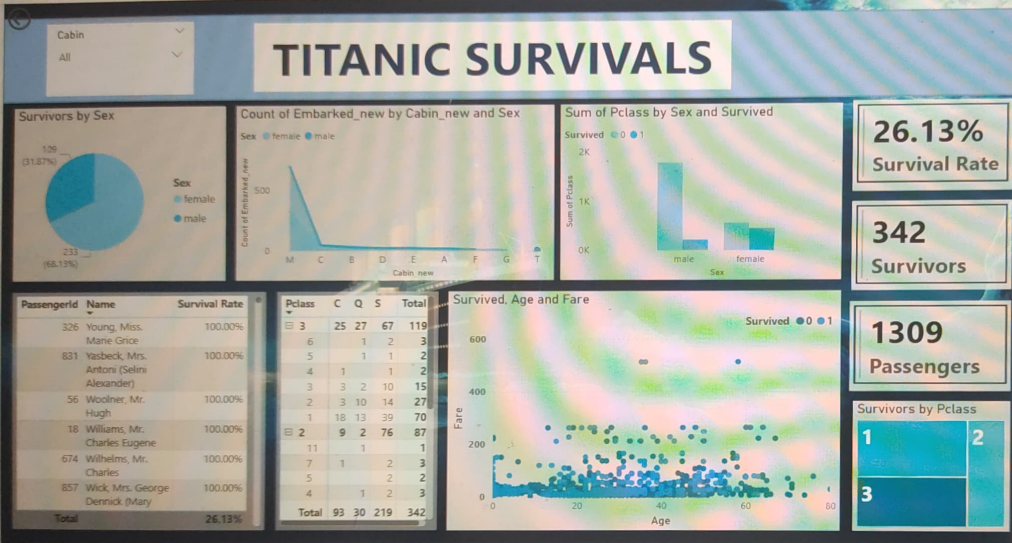 Cabin
All
TITANIC SURVIVALS
Survivors by Sex
109
(31.87%)
233
(68.13%)
Sex
female
male
Count of Embarked_new by Cabin_new and Sex
Sex female male
Count of Embarked_new
500
0
M C B D E A F G T
Cabin_new
Sum of Pclass by Sex and Survived
Survived 0 1
Sum of Pclass
2K
1K
0K
male female
Sex
26.13%
Survival Rate
342
Survivors
1309
Passengers
PassengerId Name Survival Rate
326 Young, Miss. 100.00%
Marie Grice
831 Yasbeck, Mrs. 100.00%
Antoni (Selini
Alexander)
56 Woolner, Mr. 100.00%
Hugh
18 Williams, Mr. 100.00%
Charles Eugene
674 Wilhelms, Mr. 100.00%
Charles
857 Wick, Mrs. George 100.00%
Dennick (Mary
Total 26.13%
Pclass C Q S Total
3 25 27 67 119
6 1 2 3
5 1 1 2
4 1 1 2
3 3 2 10 15
2 3 10 14 27
1 18 13 39 70
2 9 2 76 87
11 1 1
7 1 2 3
5 2 2
4 1 2 3
Total 93 30 219 342
Survived, Age and Fare
Survived 0 1
Fare
600
400
200
0
0 20 40 60 80
Age
Survivors by Pclass
1
2
3